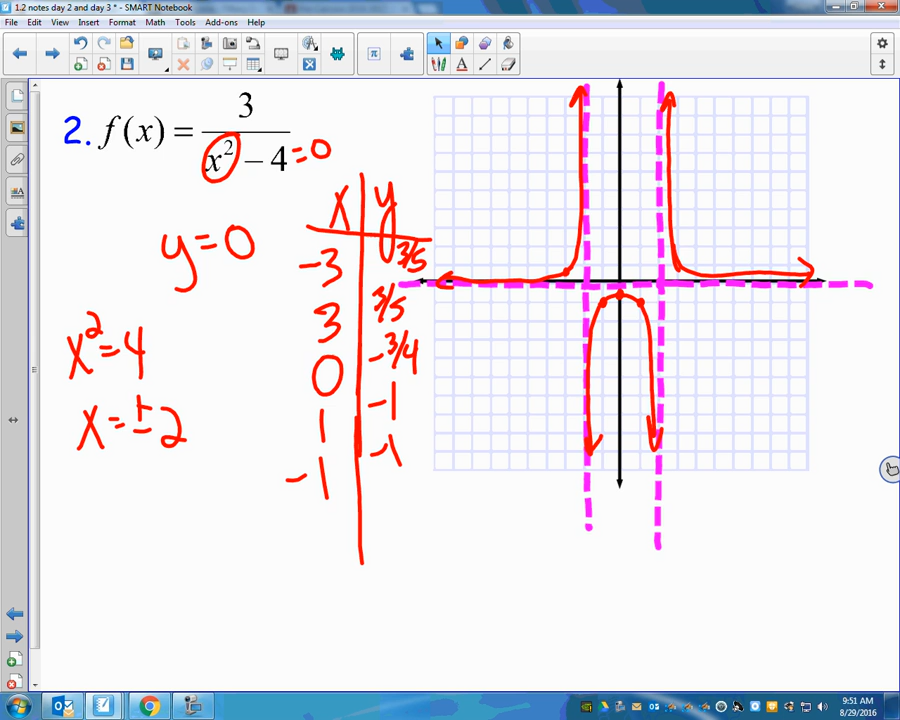 1.2 notes day 2 and day 3 * - SMART Notebook
File Edit View Insert Format Math Tools Add-ons Help
2. f(x) = 3 / (x² − 4) = 0
y = 0
x² = 4
x = ± 2
x | y
-3 | 3/5
3 | 3/5
0 | -3/4
1 | -1
-1 | -1
9:51 AM
8/29/2016